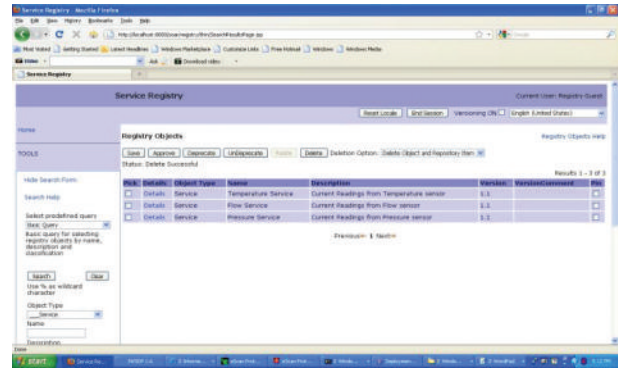 Service Registry - Mozilla Firefox
File Edit View History Bookmarks Tools Help
Most Visited Getting Started Latest Headlines Windows Marketplace Customize Links Free Hotmail Windows Windows Media
Service Registry
Service Registry
Current User: Registry Guest
Reset Locale End Session Versioning ON English (United States)
Home
Registry Objects
Registry Objects Help
TOOLS
Save Approve Deprecate UnDeprecate Delete Deletion Option: Delete Object and Repository Item
Status: Delete Successful
Results 1 - 3 of 3
Hide Search Form
Search Help
Pick Details Object Type Name Description Version VersionComment Pin
Details Service Temperature Service Current Readings from Temperature sensor 1.1
Details Service Flow Service Current Readings from Flow sensor 1.1
Details Service Pressure Service Current Readings from Pressure sensor 1.1
Previous 1 Next
Select predefined query
Basic Query
Basic query for selecting
registry objects by name,
description and
classification
Search Clear
Use % as wildcard
character
Object Type
Service
Name
Description
Done
start